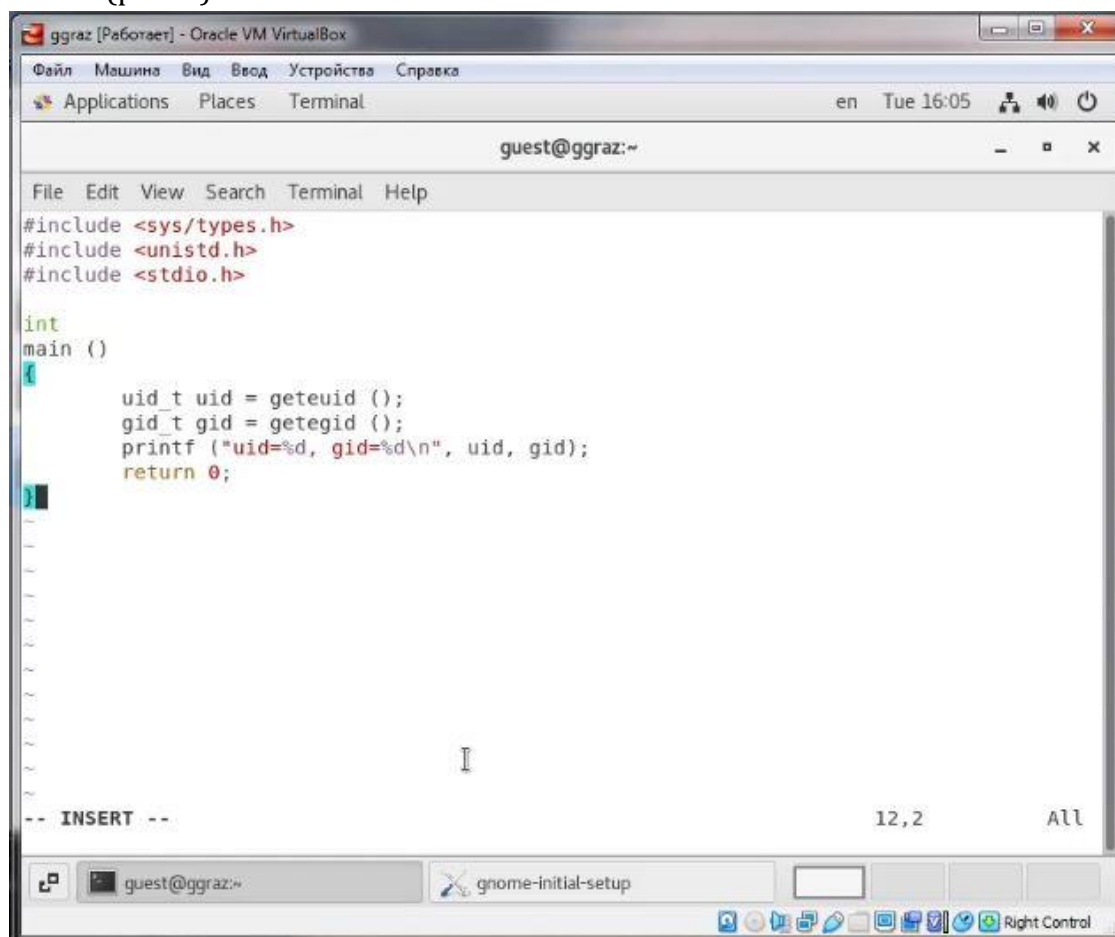 ggraz [Работает] - Oracle VM VirtualBox
Файл Машина Вид Ввод Устройства Справка
Applications Places Terminal en Tue 16:05
guest@ggraz:~
File Edit View Search Terminal Help
#include <sys/types.h>
#include <unistd.h>
#include <stdio.h>
int
main ()
{
uid_t uid = geteuid ();
gid_t gid = getegid ();
printf ("uid=%d, gid=%d\n", uid, gid);
return 0;
}
~
~
~
~
~
~
~
~
~
~
~
~
-- INSERT -- 12,2 All
guest@ggraz:~ gnome-initial-setup
Right Control